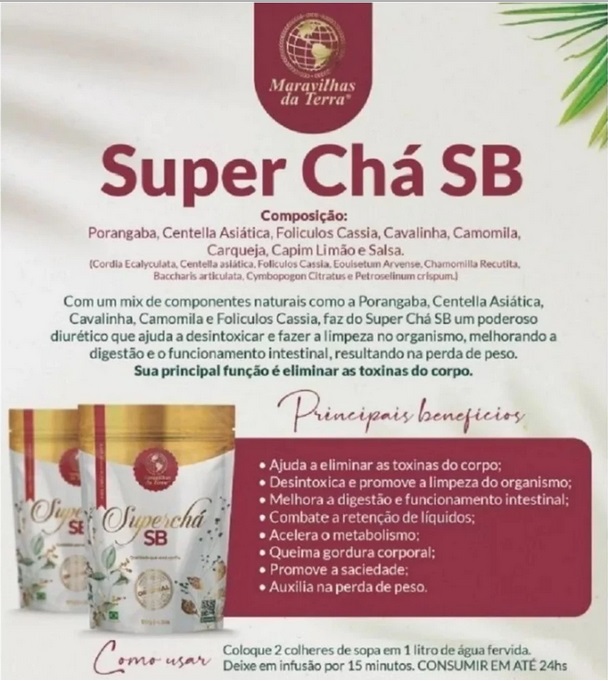 Maravilhas
da Terra®
Super Chá SB
Composição:
Porangaba, Centella Asiática, Foliculos Cassia, Cavalinha, Camomila,
Carqueja, Capim Limão e Salsa.
(Cordia Ecalyculata, Centella asiática, Foliculos Cassia, Eouisetum Arvense, Chamomilla Recutita,
Baccharis articulata, Cymbopogon Citratus e Petroselinum crispum.)
Com um mix de componentes naturais como a Porangaba, Centella Asiática,
Cavalinha, Camomila e Foliculos Cassia, faz do Super Chá SB um poderoso
diurético que ajuda a desintoxicar e fazer a limpeza no organismo, melhorando a
digestão e o funcionamento intestinal, resultando na perda de peso.
Sua principal função é eliminar as toxinas do corpo.
Principais benefícios
• Ajuda a eliminar as toxinas do corpo;
• Desintoxica e promove a limpeza do organismo;
• Melhora a digestão e funcionamento intestinal;
• Combate a retenção de líquidos;
• Acelera o metabolismo;
• Queima gordura corporal;
• Promove a saciedade;
• Auxilia na perda de peso.
Super
SB
Maravilhas
da Terra
Superchá
SB
Como usar
Coloque 2 colheres de sopa em 1 litro de água fervida.
Deixe em infusão por 15 minutos. CONSUMIR EM ATÉ 24hs